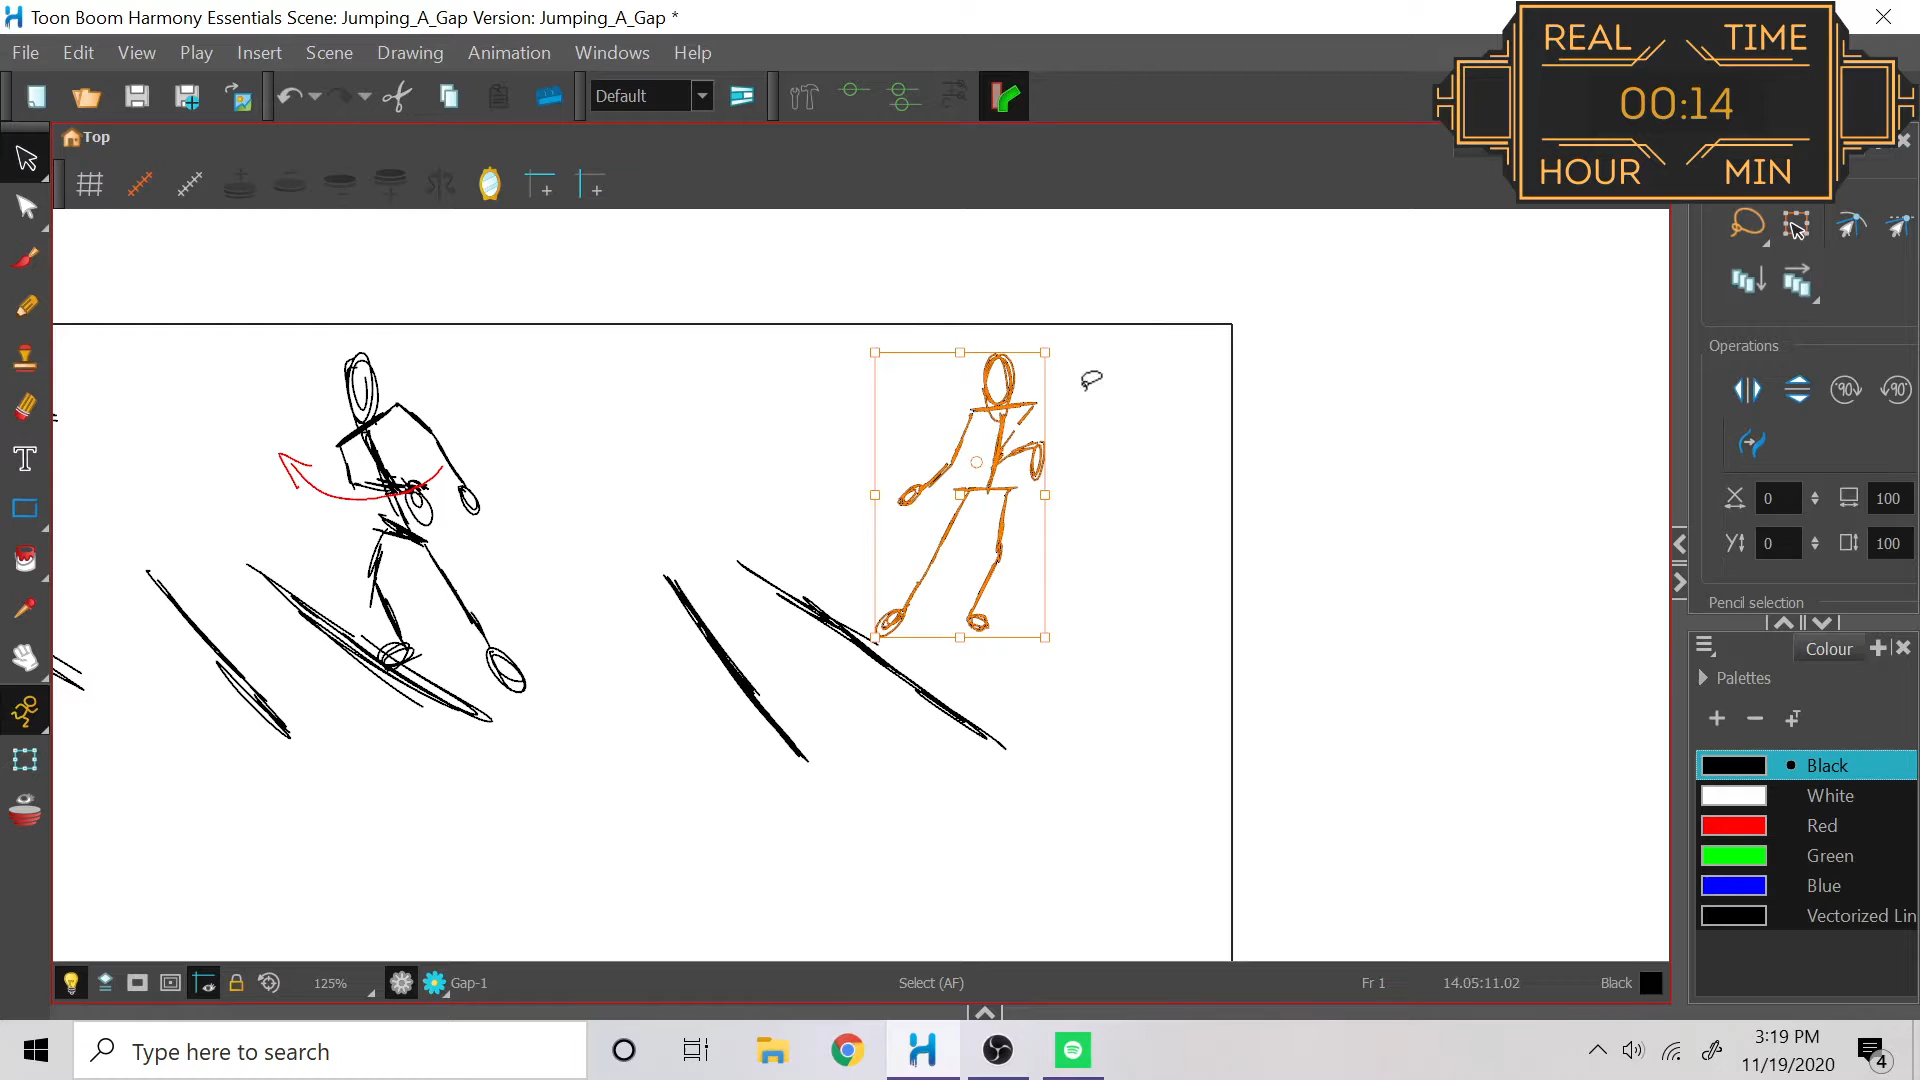 Toon Boom Harmony Essentials Scene: Jumping_A_Gap Version: Jumping_A_Gap *
File Edit View Play Insert Scene Drawing Animation Windows Help
REAL TIME
00:14
HOUR MIN
Default
Top
T
Operations
90 90
X 0 100
Y 0 100
Pencil selection
Colour
Palettes
Black
White
Red
Green
Blue
Vectorized Lin
125% Gap-1 Select (AF) Fr 1 14.05:11.02 Black
Type here to search
3:19 PM
11/19/2020
4